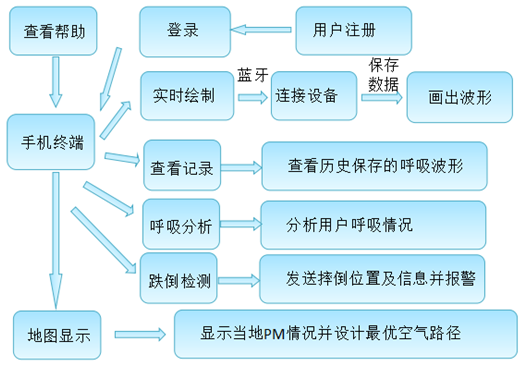 查看帮助
登录
用户注册
实时绘制
蓝牙
连接设备
保存
数据
画出波形
手机终端
查看记录
查看历史保存的呼吸波形
呼吸分析
分析用户呼吸情况
跌倒检测
发送摔倒位置及信息并报警
地图显示
显示当地PM情况并设计最优空气路径